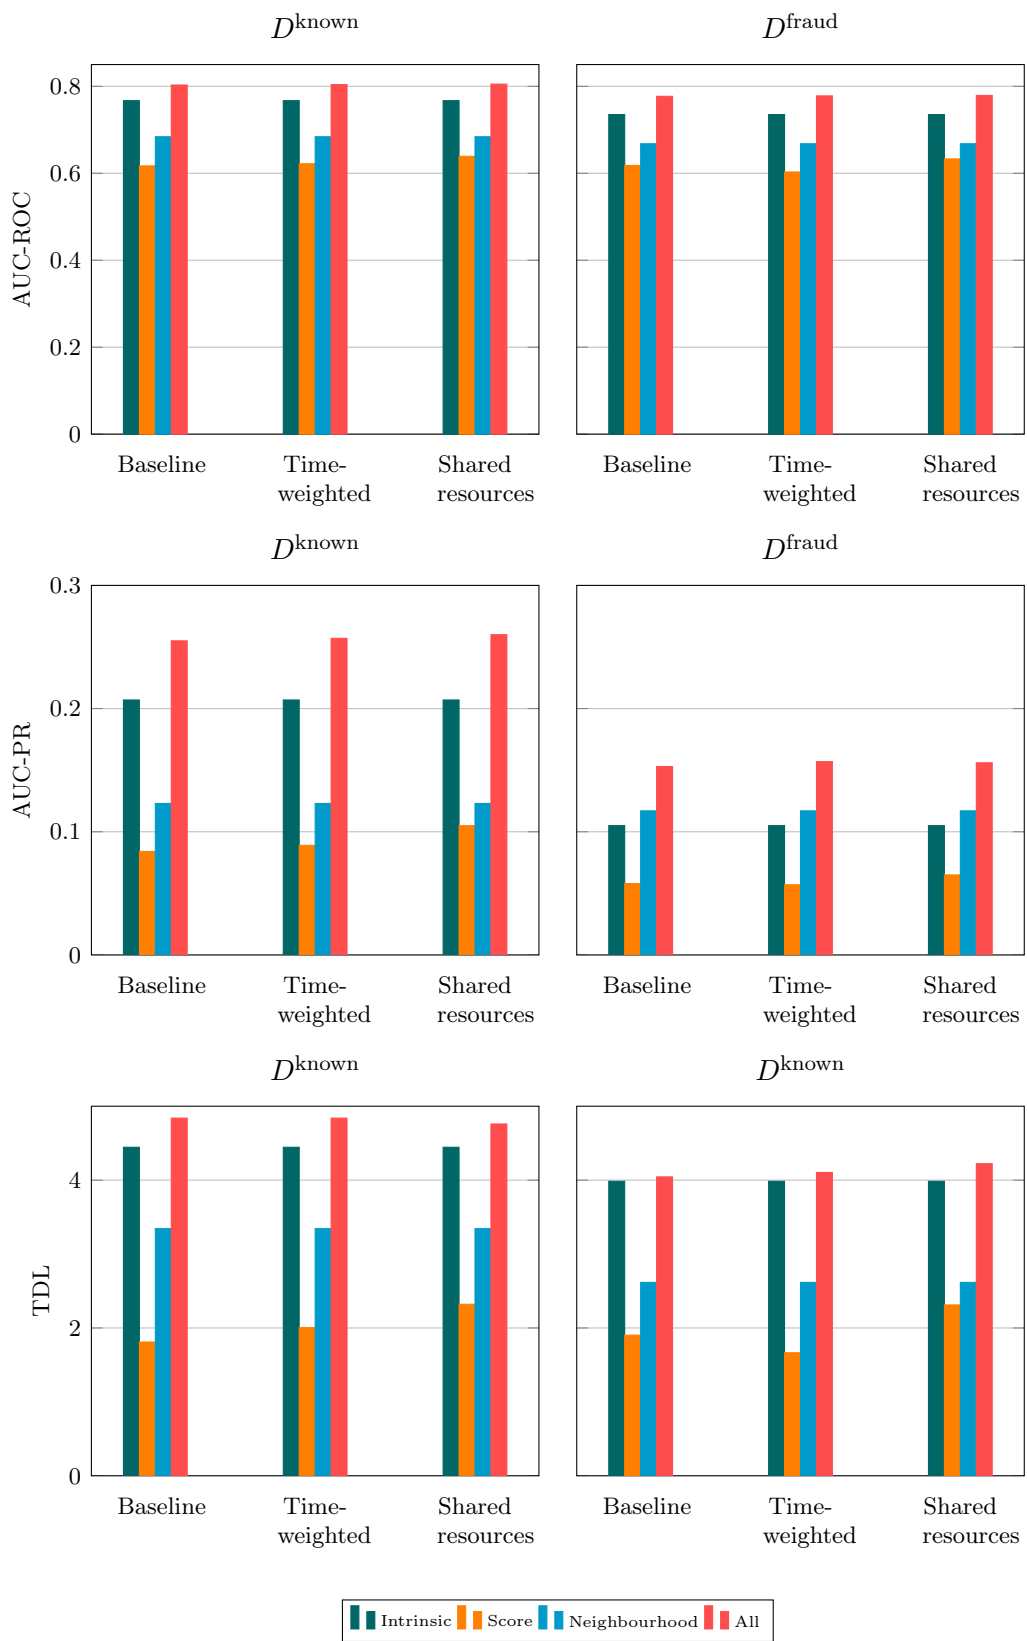 D^known D^fraud
0.8
0.6
0.4
0.2
0
AUC-ROC
Baseline Time- Shared Baseline Time- Shared
weighted resources weighted resources
D^known D^fraud
0.3
0.2
0.1
0
AUC-PR
Baseline Time- Shared Baseline Time- Shared
weighted resources weighted resources
D^known D^known
4
2
0
TDL
Baseline Time- Shared Baseline Time- Shared
weighted resources weighted resources
Intrinsic Score Neighbourhood All